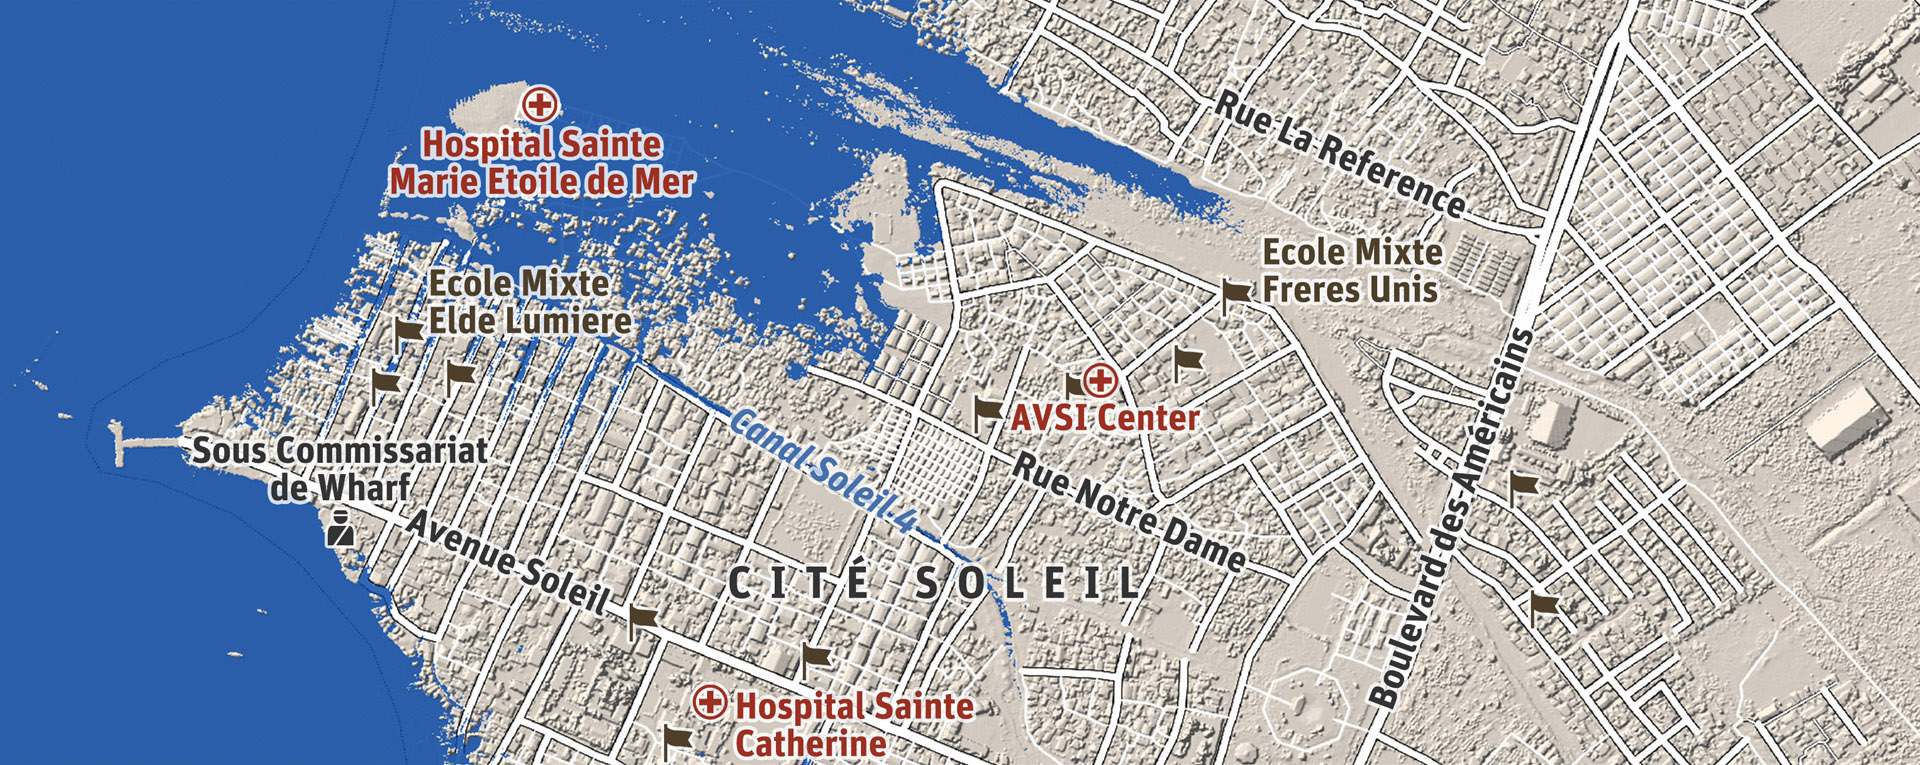 Hospital Sainte
Marie Etoile de Mer
Rue La Reference
Ecole Mixte
Freres Unis
Ecole Mixte
Elde Lumiere
AVSI Center
Canal Soleil 4
Sous Commissariat
de Wharf
Rue Notre Dame
Boulevard des Américains
Avenue Soleil
CITÉ SOLEIL
Hospital Sainte
Catherine